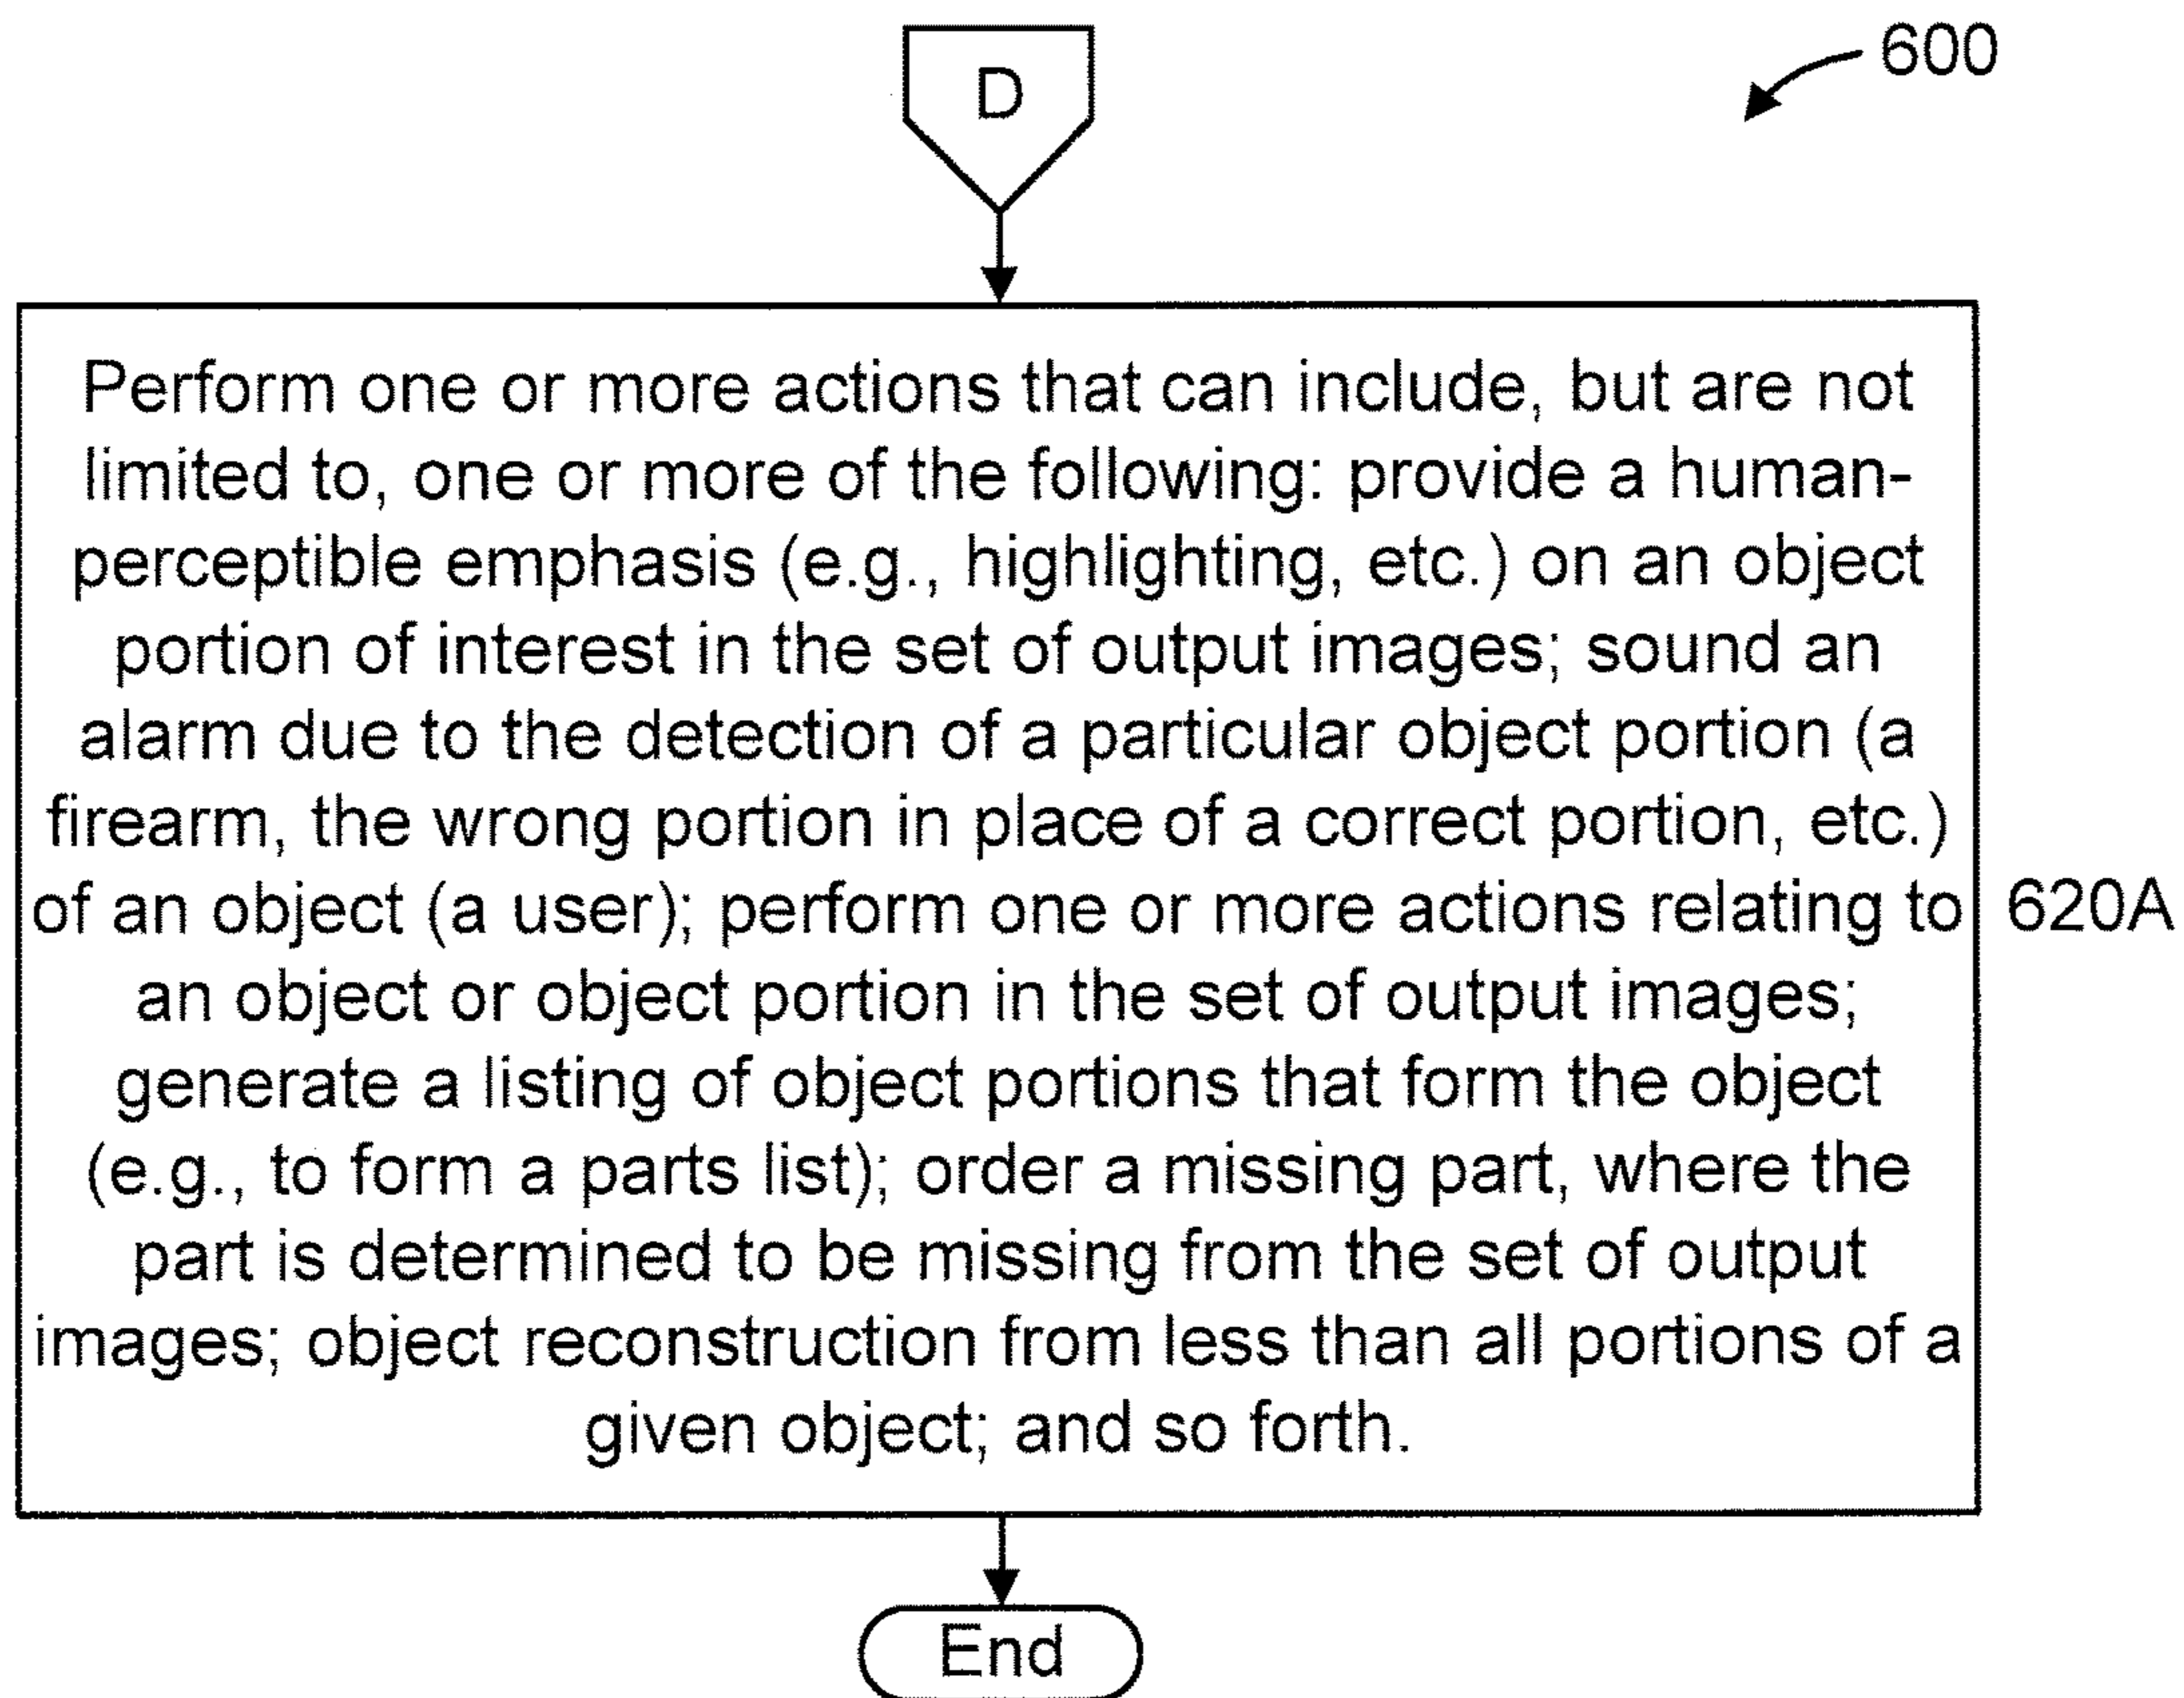 D
600
Perform one or more actions that can include, but are not
limited to, one or more of the following: provide a human-
perceptible emphasis (e.g., highlighting, etc.) on an object
portion of interest in the set of output images; sound an
alarm due to the detection of a particular object portion (a
firearm, the wrong portion in place of a correct portion, etc.)
of an object (a user); perform one or more actions relating to
an object or object portion in the set of output images;
generate a listing of object portions that form the object
(e.g., to form a parts list); order a missing part, where the
part is determined to be missing from the set of output
images; object reconstruction from less than all portions of a
given object; and so forth.
620A
End